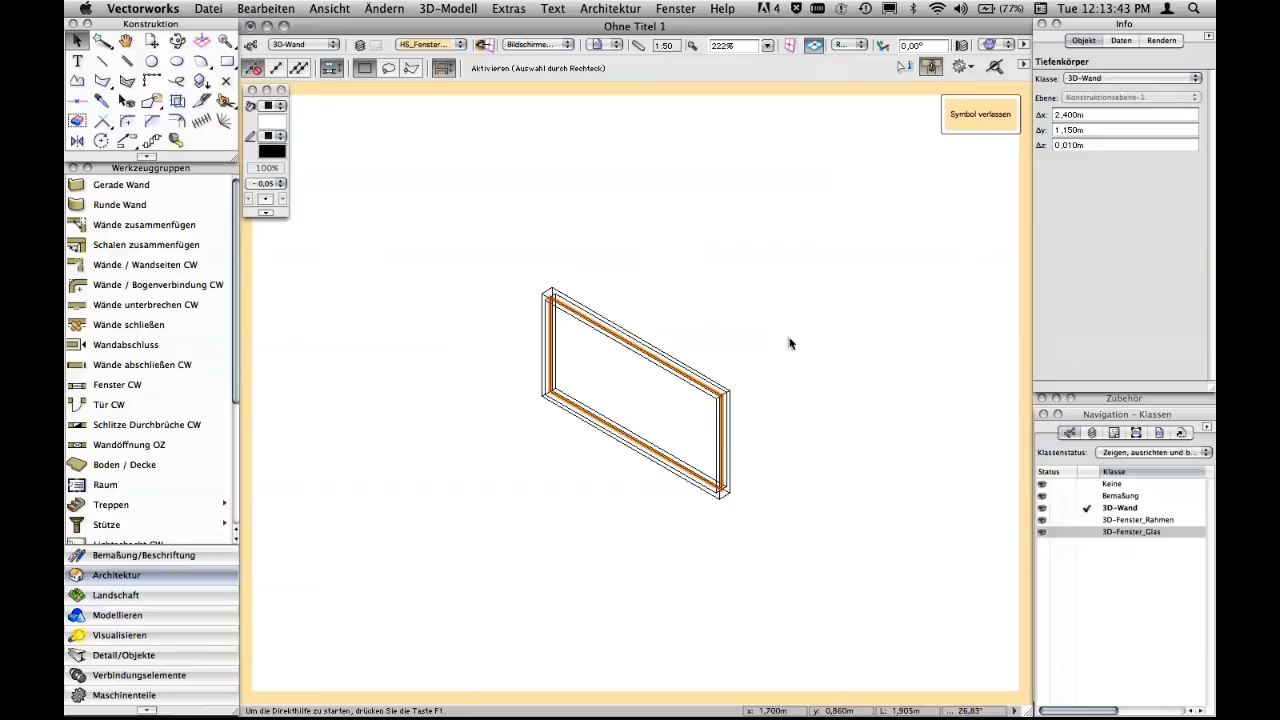 Vectorworks Datei Bearbeiten Ansicht Ändern 3D-Modell Extras Text Architektur Fenster Help 4 (77%) Tue 12:13:43 PM
Konstruktion
Ohne Titel 1
Info
3D-Wand HS_Fenster... Bildschirme... 1:50 222% R... 0,00°
Objekt Daten Rendern
Aktivieren (Auswahl durch Rechteck)
Tiefenkörper
Klasse: 3D-Wand
Ebene: Konstruktionsebene-1
Δx: 2,400m
Δy: 1,150m
Δz: 0,010m
Symbol verlassen
100%
0,05
Werkzeuggruppen
Gerade Wand
Runde Wand
Wände zusammenfügen
Schalen zusammenfügen
Wände / Wandseiten CW
Wände / Bogenverbindung CW
Wände unterbrechen CW
Wände schließen
Wandabschluss
Wände abschließen CW
Fenster CW
Tür CW
Schlitze Durchbrüche CW
Wandöffnung OZ
Boden / Decke
Raum
Treppen
Stütze
Lichtschacht CW
Bemaßung/Beschriftung
Architektur
Landschaft
Modellieren
Visualisieren
Detail/Objekte
Verbindungselemente
Maschinenteile
Zubehör
Navigation - Klassen
Klassenstatus: Zeigen, ausrichten und b...
Status Klasse
Keine
Bemaßung
3D-Wand
3D-Fenster_Rahmen
3D-Fenster_Glas
Um die Direkthilfe zu starten, drücken Sie die Taste F1.
x: 1,700m y: 0,860m L: 1,905m ... 26,83°